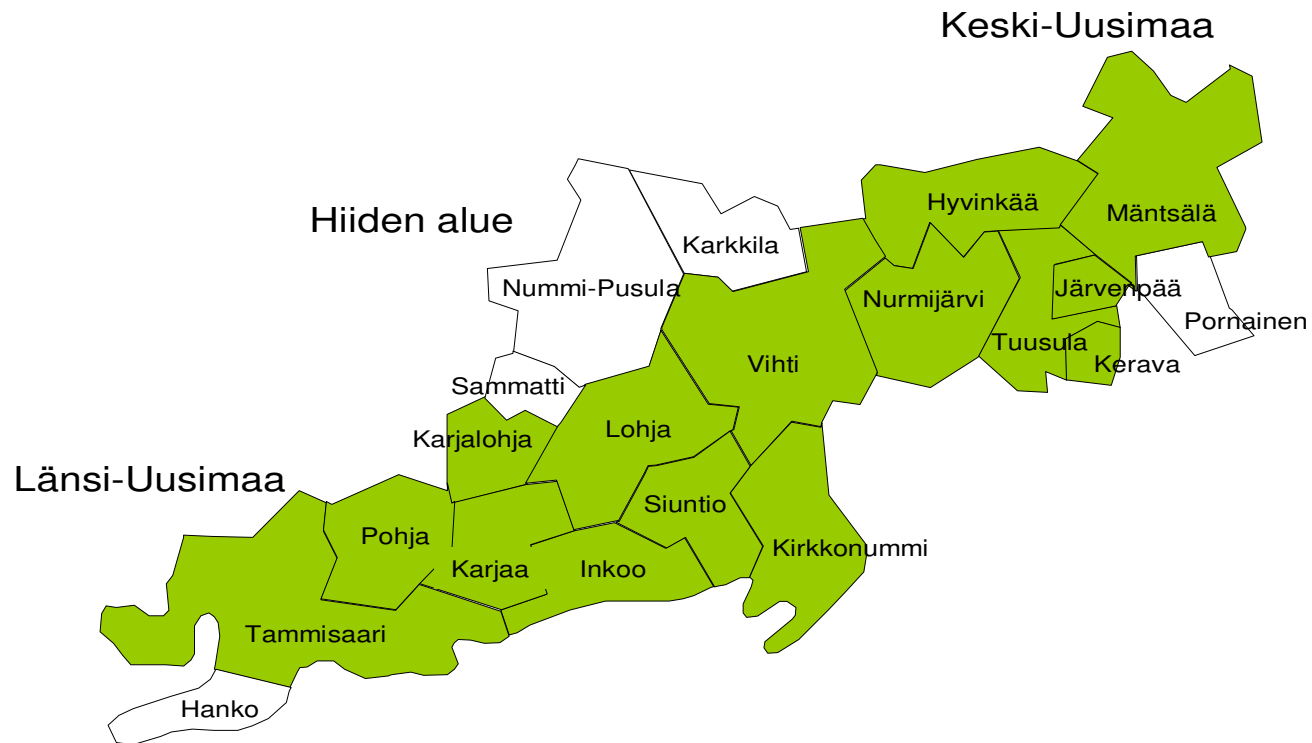 Keski-Uusimaa
Hyvinkää
Mäntsälä
Hiiden alue
Karkkila
Nummi-Pusula
Nurmijärvi
Järvenpää
Pornainen
Tuusula
Vihti
Kerava
Sammatti
Karjalohja
Lohja
Länsi-Uusimaa
Siuntio
Pohja
Kirkkonummi
Karjaa
Inkoo
Tammisaari
Hanko